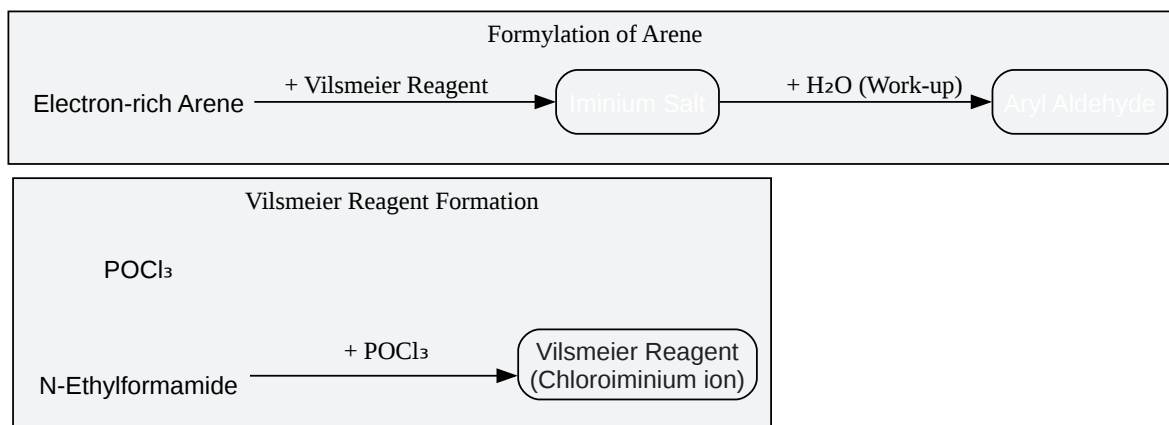 Formylation of Arene
Electron-rich Arene
+ Vilsmeier Reagent
Iminium Salt
+ H₂O (Work-up)
Aryl Aldehyde
Vilsmeier Reagent Formation
POCl₃
N-Ethylformamide
+ POCl₃
Vilsmeier Reagent
(Chloroiminium ion)